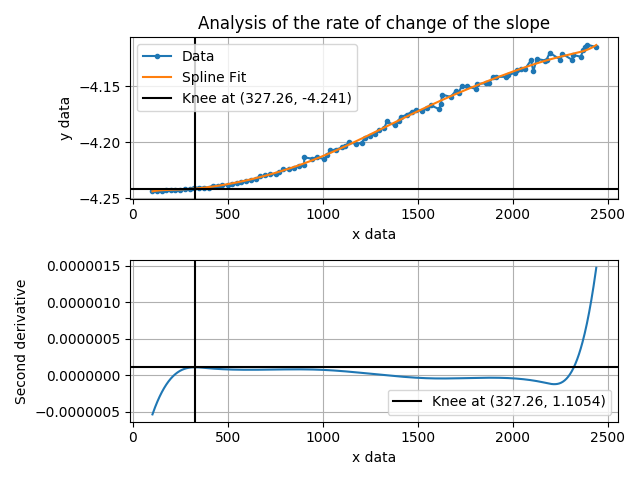 Analysis of the rate of change of the slope
Data
Spline Fit
Knee at (327.26, -4.241)
y data
−4.15
−4.20
−4.25
0 500 1000 1500 2000 2500
x data
Second derivative
0.0000015
0.0000010
0.0000005
0.0000000
−0.0000005
Knee at (327.26, 1.1054)
0 500 1000 1500 2000 2500
x data